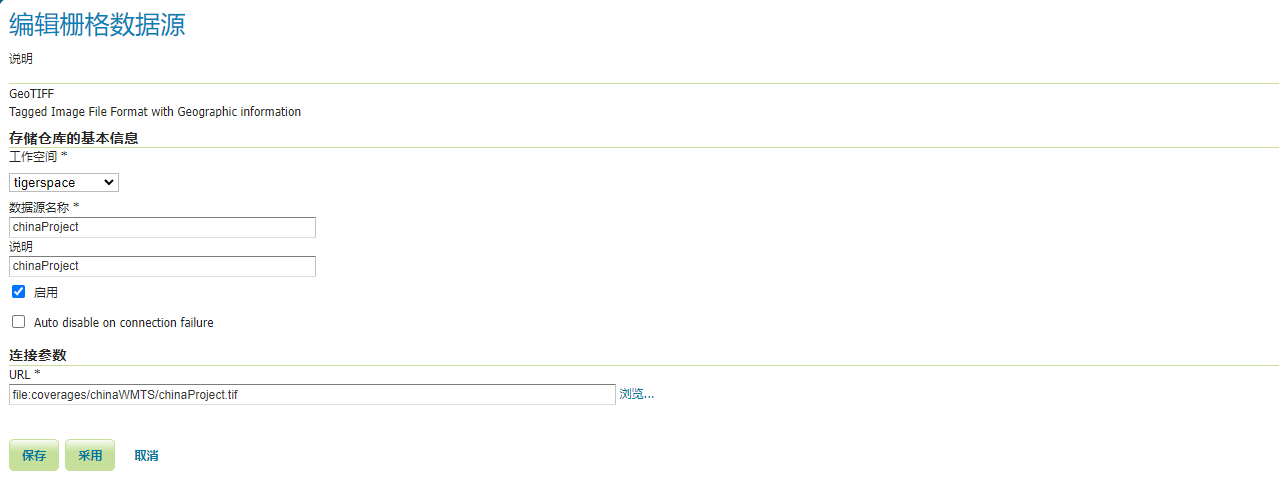 编辑栅格数据源
说明
GeoTIFF
Tagged Image File Format with Geographic information
存储仓库的基本信息
工作空间 *
tigerspace
数据源名称 *
chinaProject
说明
chinaProject
启用
Auto disable on connection failure
连接参数
URL *
file:coverages/chinaWMTS/chinaProject.tif 浏览...
保存 采用 取消